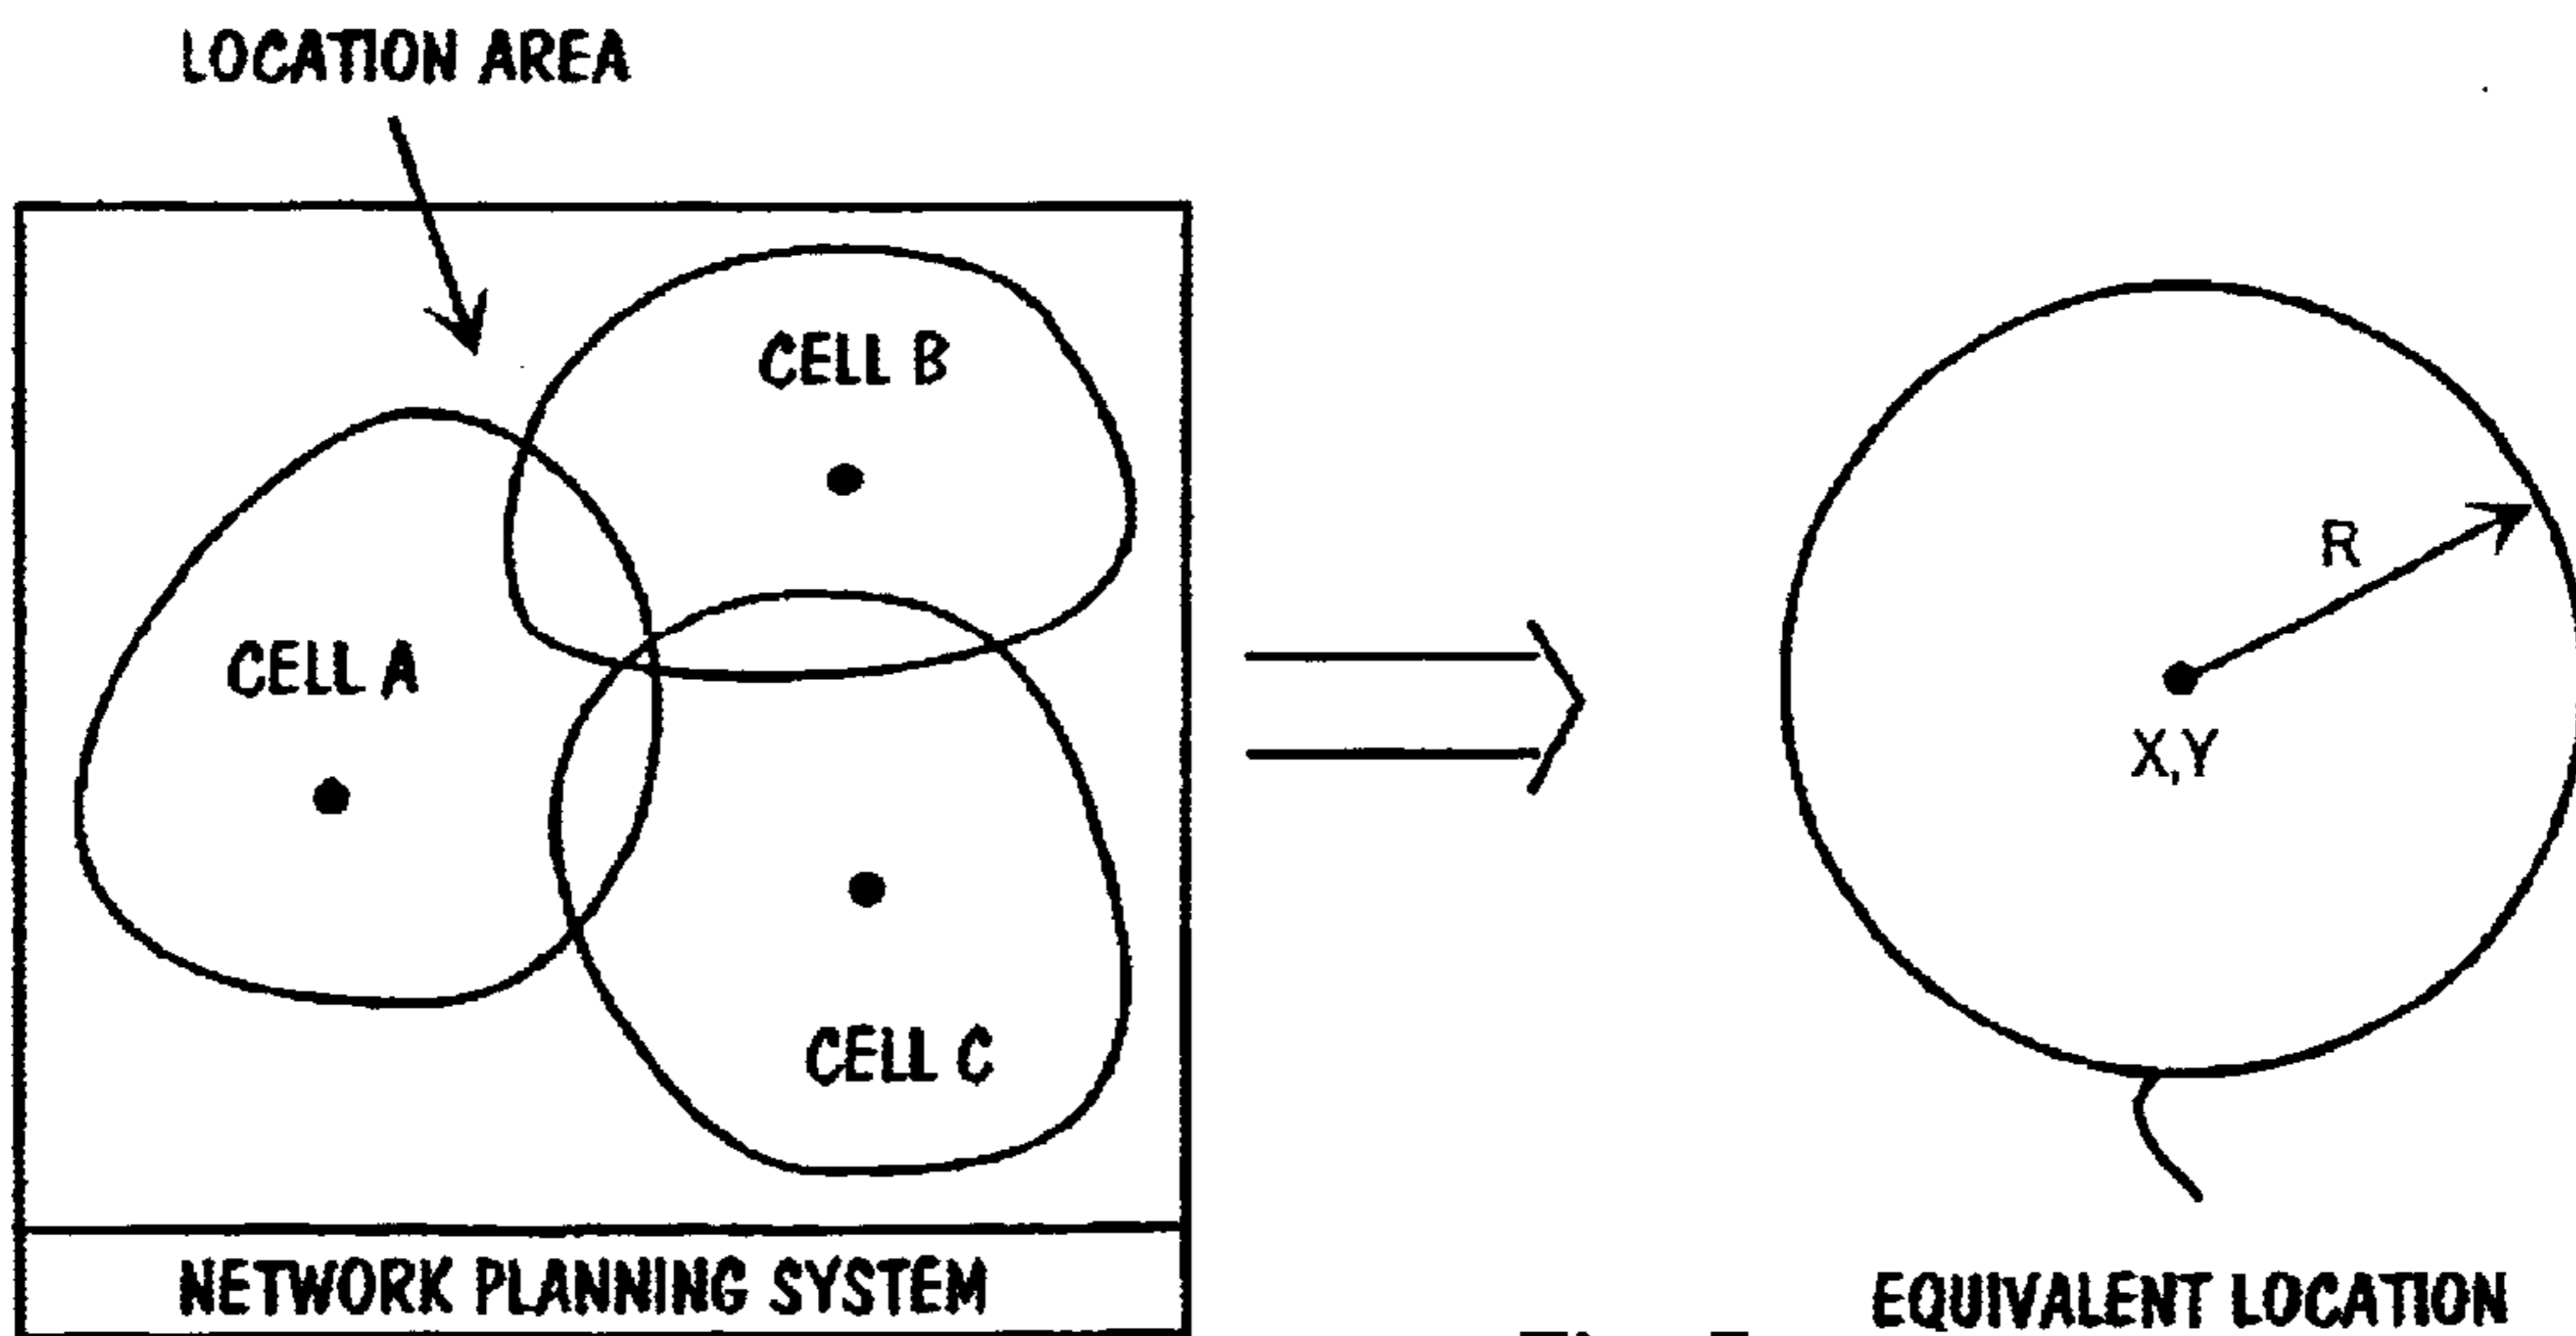 LOCATION AREA
CELL B
CELL A
CELL C
R
X,Y
NETWORK PLANNING SYSTEM
EQUIVALENT LOCATION